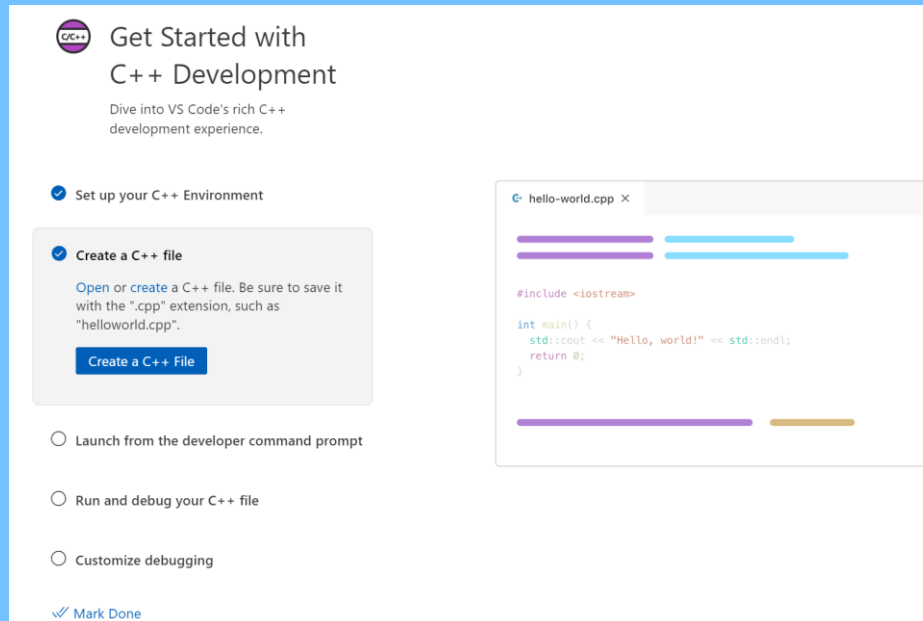 C/C++
Get Started with
C++ Development
Dive into VS Code's rich C++
development experience.
Set up your C++ Environment
Create a C++ file
Open or create a C++ file. Be sure to save it
with the ".cpp" extension, such as
"helloworld.cpp".
Create a C++ File
Launch from the developer command prompt
Run and debug your C++ file
Customize debugging
Mark Done
hello-world.cpp
#include <iostream>
int main() {
std::cout << "Hello, world!" << std::endl;
return 0;
}